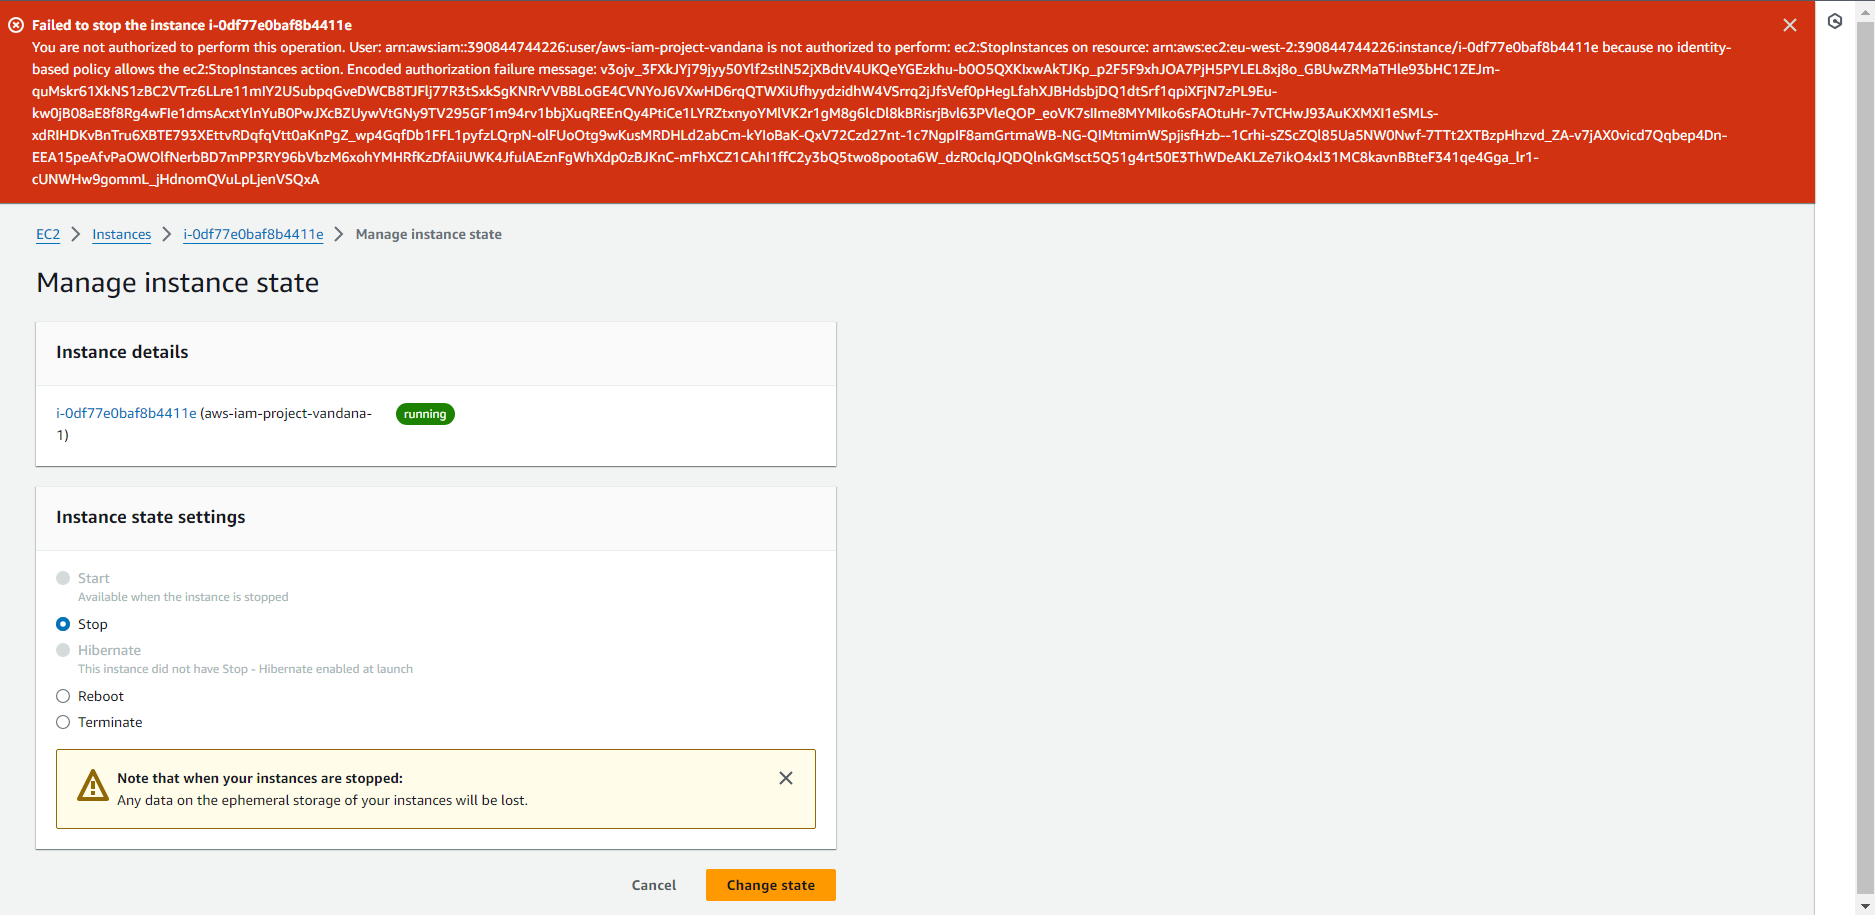 Failed to stop the instance i-0df77e0baf8b4411e
You are not authorized to perform this operation. User: arn:aws:iam::390844744226:user/aws-iam-project-vandana is not authorized to perform: ec2:StopInstances on resource: arn:aws:ec2:eu-west-2:390844744226:instance/i-0df77e0baf8b4411e because no identity-
based policy allows the ec2:StopInstances action. Encoded authorization failure message: v3ojv_3FXkJYj79jyy50Ylf2stlN52jXBdtV4UKQeYGEzkhu-b0O5QXKIxwAkTJKp_p2F5F9xhJOA7PjH5PYLEL8xj8o_GBUwZRMaTHle93bHC1ZEJm-
quMskr61XkNS1zBC2VTrz6LLre11mIY2USubpqGveDWCB8TJFlj77R3tSxkSgKNRrVVBBLoGE4CVNYoJ6VXwHD6rqQTWXiUfhyydzidhW4VSrrq2jJfsVef0pHegLfahXJBHdsbjDQ1dtSrf1qpiXFjN7zPL9Eu-
kw0jB08aE8f8Rg4wFIe1dmsAcxtYlnYuB0PwJXcBZUywVtGNy9TV295GF1m94rv1bbjXuqREEnQy4PtiCe1LYRZtxnyoYMlVK2r1gM8g6lcDl8kBRisrjBvl63PVleQOP_eoVK7sIIme8MYMIko6sFAOtuHr-7vTCHwJ93AuKXMXI1eSMLs-
xdRIHDKvBnTru6XBTE793XEttvRDqfqVtt0aKnPgZ_wp4GqfDb1FFL1pyfzLQrpN-olFUoOtg9wKusMRDHLd2abCm-kYIoBaK-QxV72Czd27nt-1c7NgpIF8amGrtmaWB-NG-QIMtmimWSpjisfHzb--1Crhi-sZScZQl85Ua5NW0Nwf-7TTt2XTBzpHhzvd_ZA-v7jAX0vicd7Qqbep4Dn-
EEA15peAfvPaOWOlfNerbBD7mPP3RY96bVbzM6xohYMHRfKzDfAiiUWK4JfulAEznFgWhXdp0zBJKnC-mFhXCZ1CAhI1ffC2y3bQ5two8poota6W_dzR0cIqJQDQlnkGMsct5Q51g4rt50E3ThWDeAKLZe7ikO4xl31MC8kavnBBteF341qe4Gga_lr1-
cUNWHw9gommL_jHdnomQVuLpLjenVSQxA
EC2 > Instances > i-0df77e0baf8b4411e > Manage instance state
Manage instance state
Instance details
i-0df77e0baf8b4411e (aws-iam-project-vandana- running
1)
Instance state settings
Start
Available when the instance is stopped
Stop
Hibernate
This instance did not have Stop - Hibernate enabled at launch
Reboot
Terminate
Note that when your instances are stopped:
Any data on the ephemeral storage of your instances will be lost.
Cancel Change state